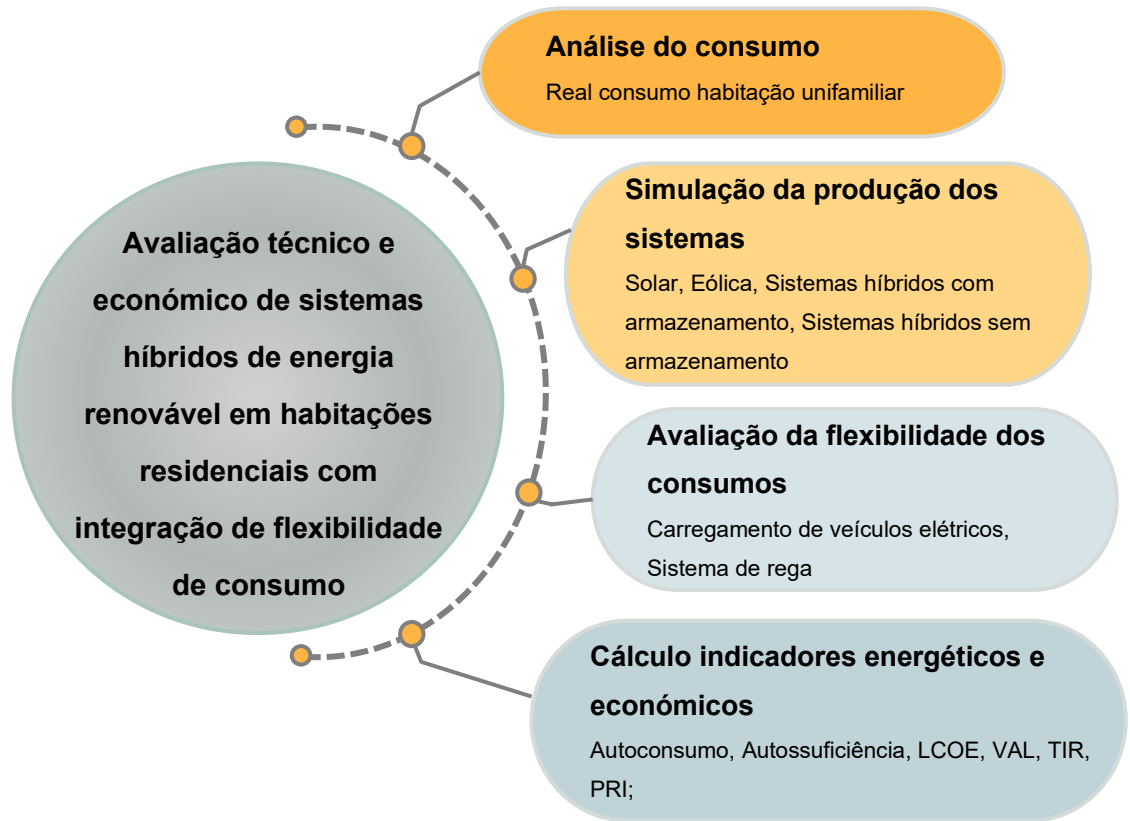 Avaliação técnico e
económico de sistemas
híbridos de energia
renovável em habitações
residenciais com
integração de flexibilidade
de consumo
Análise do consumo
Real consumo habitação unifamiliar
Simulação da produção dos
sistemas
Solar, Eólica, Sistemas híbridos com
armazenamento, Sistemas híbridos sem
armazenamento
Avaliação da flexibilidade dos
consumos
Carregamento de veículos elétricos,
Sistema de rega
Cálculo indicadores energéticos e
económicos
Autoconsumo, Autossuficiência, LCOE, VAL, TIR,
PRI;